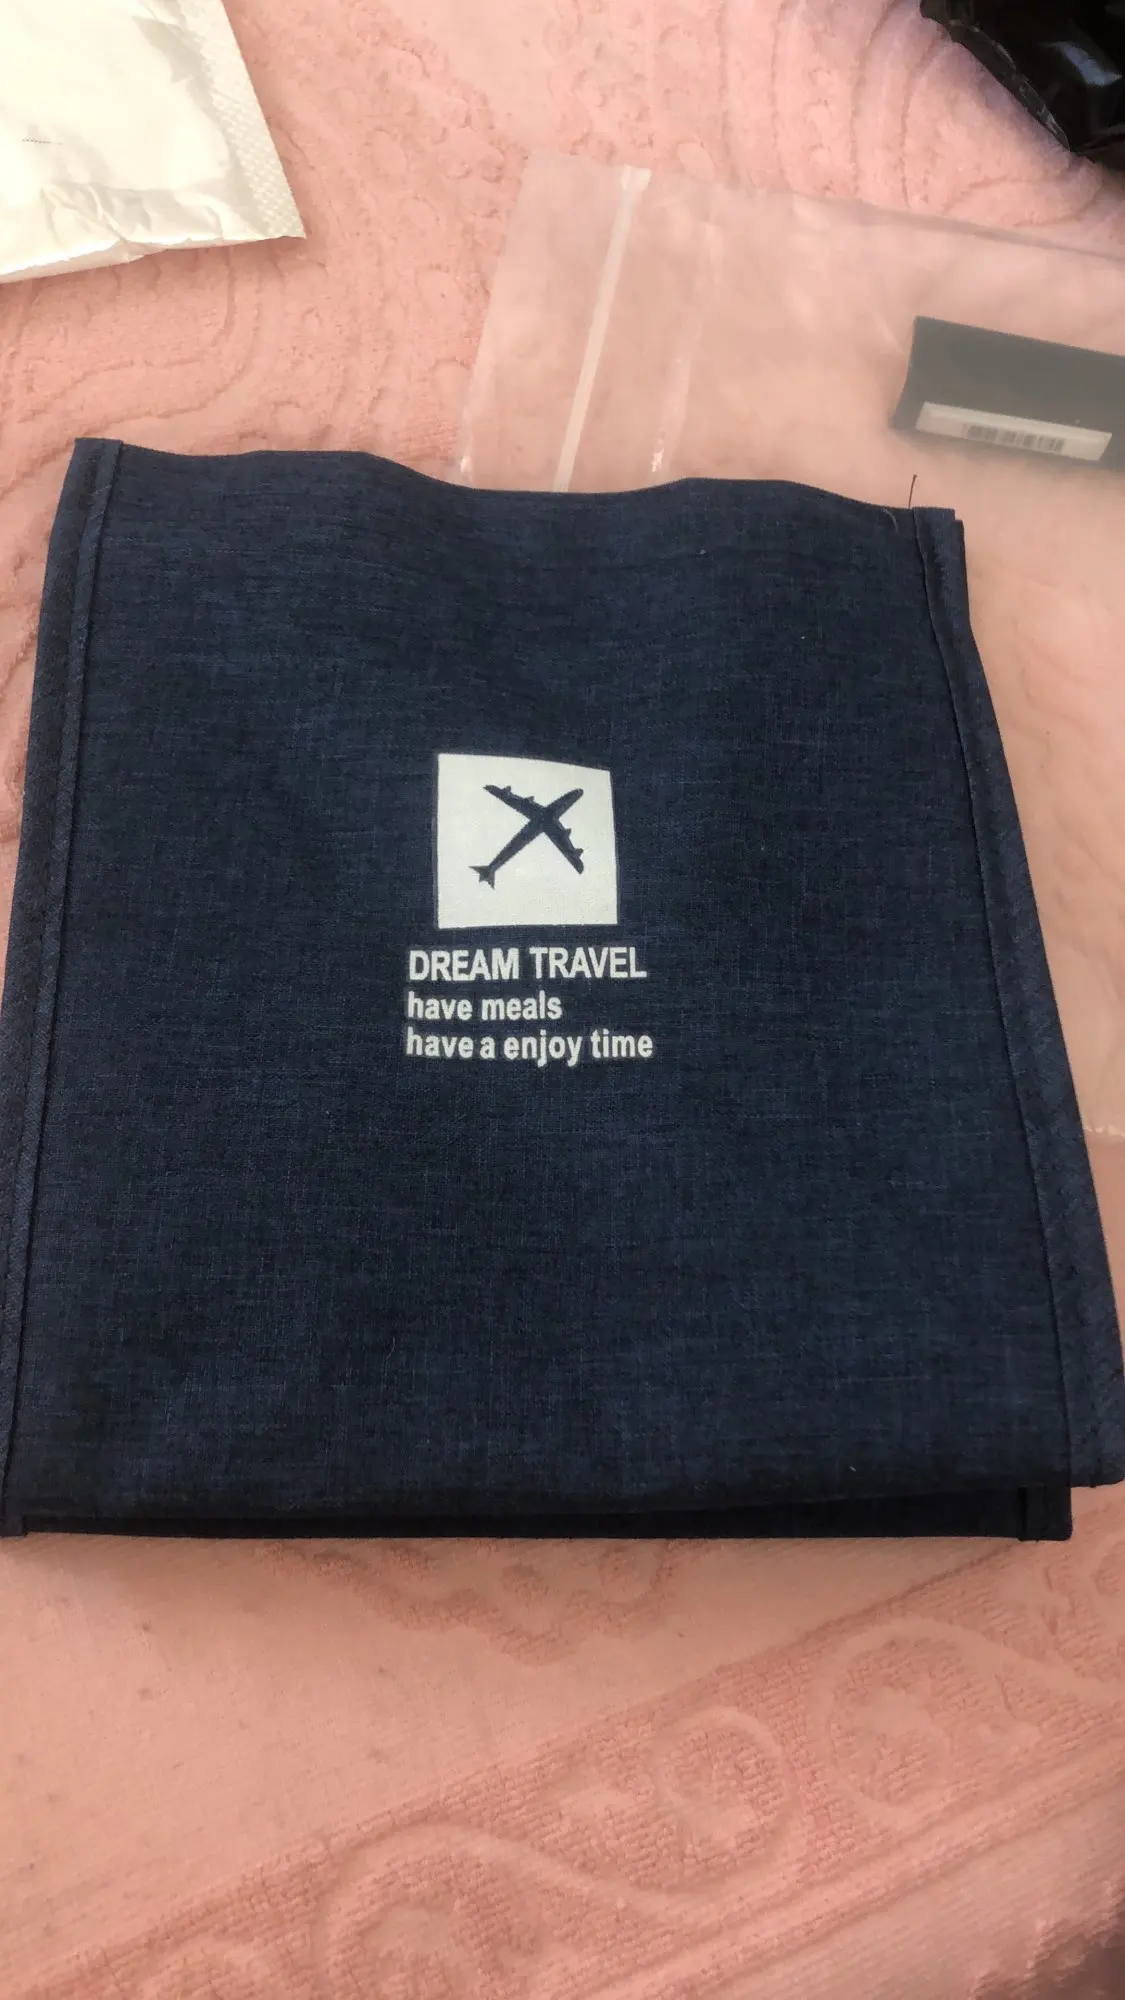 DREAM TRAVEL
have meals
have a enjoy time